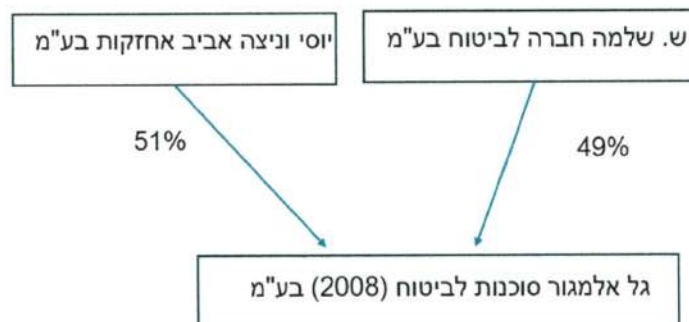 יוסי וניצה אביב אחזקות בע"מ
ש. שלמה חברה לביטוח בע"מ
51%
49%
גל אלמגור סוכנות לביטוח (2008) בע"מ